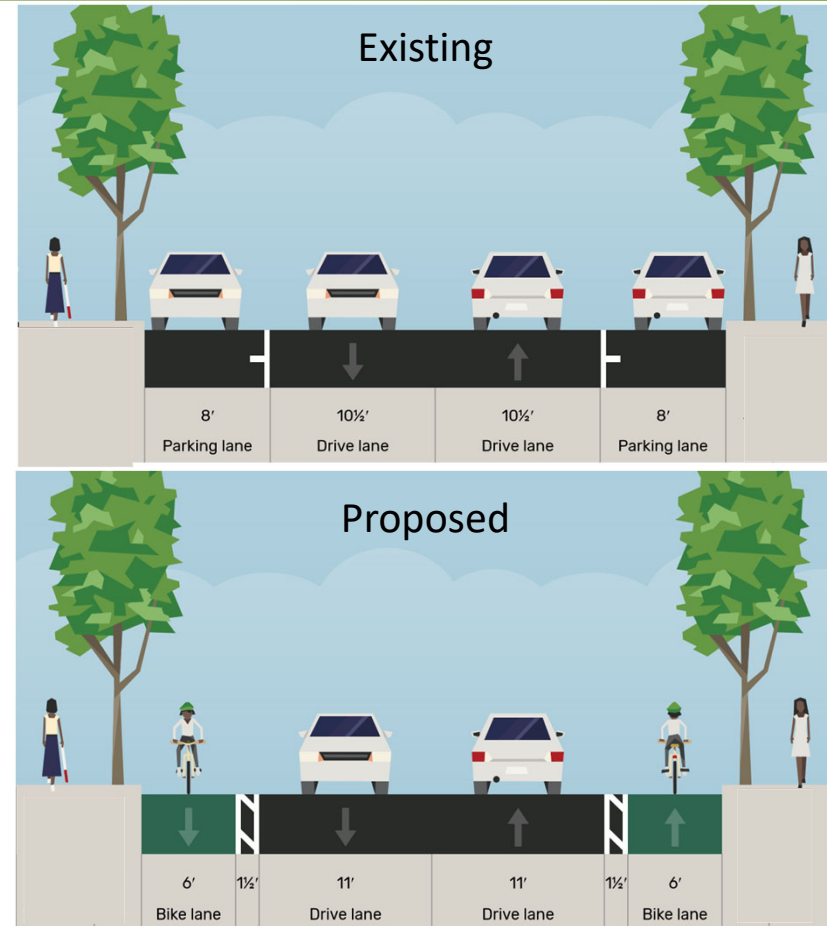 Existing
8′ 10½′ 10½′ 8′
Parking lane Drive lane Drive lane Parking lane
Proposed
6′ 1½′ 11′ 11′ 1½′ 6′
Bike lane Drive lane Drive lane Bike lane